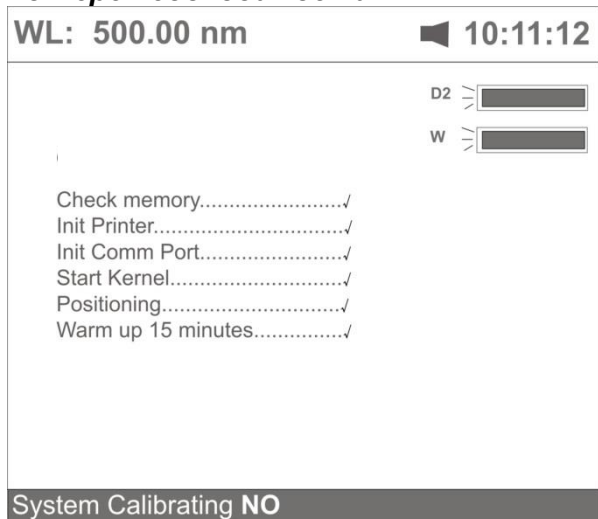 WL: 500.00 nm 10:11:12
D2
W
Check memory........................√
Init Printer................................√
Init Comm Port........................√
Start Kernel.............................√
Positioning..............................√
Warm up 15 minutes...............√
System Calibrating NO